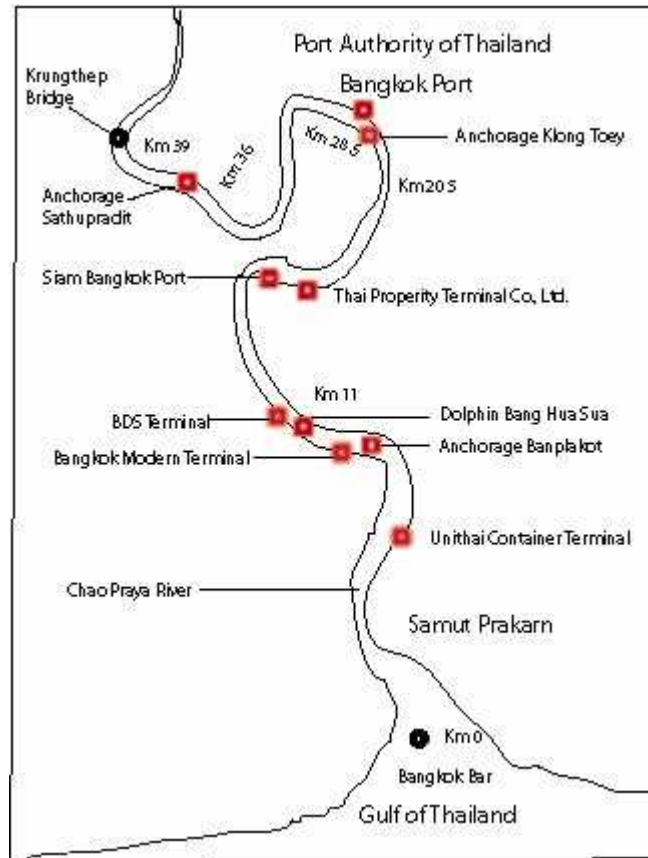 Port Authority of Thailand
Bangkok Port
Krungthep
Bridge
Km 39
Km 36
Km 28.5
Anchorage Klong Toey
Km 20.5
Anchorage
Sathupradit
Siam Bangkok Port
Thai Properity Terminal Co., Ltd.
Km 11
BDS Terminal
Dolphin Bang Hua Sua
Anchorage Banplakot
Bangkok Modern Terminal
Unithai Container Terminal
Chao Praya River
Samut Prakarn
Km 0
Bangkok Bar
Gulf of Thailand